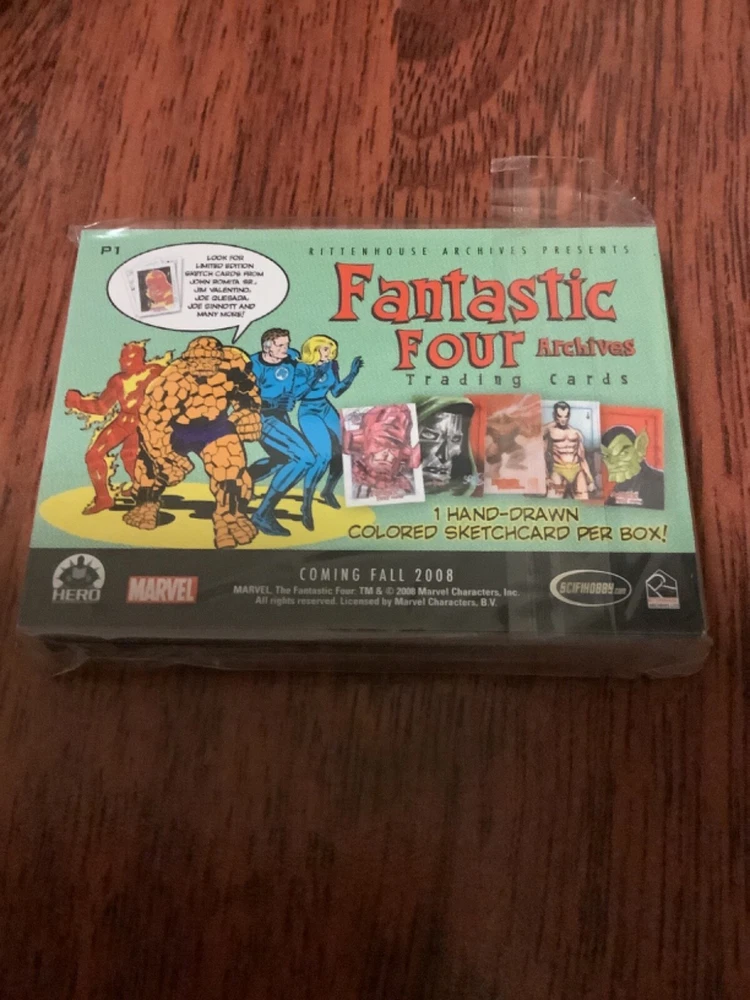 P1
LOOK FOR
LIMITED EDITION
SKETCH CARDS FROM
JOHN ROMITA SR.,
JIM VALENTINO,
JOE QUESADA,
JOE SINNOTT AND
MANY MORE!
RITTENHOUSE ARCHIVES PRESENTS
Fantastic
Four Archives
Trading Cards
1 HAND-DRAWN
COLORED SKETCHCARD PER BOX!
COMING FALL 2008
HERO
MARVEL
MARVEL, The Fantastic Four: TM & © 2008 Marvel Characters, Inc.
All rights reserved. Licensed by Marvel Characters, B.V.
SCIFIHOBBY.com